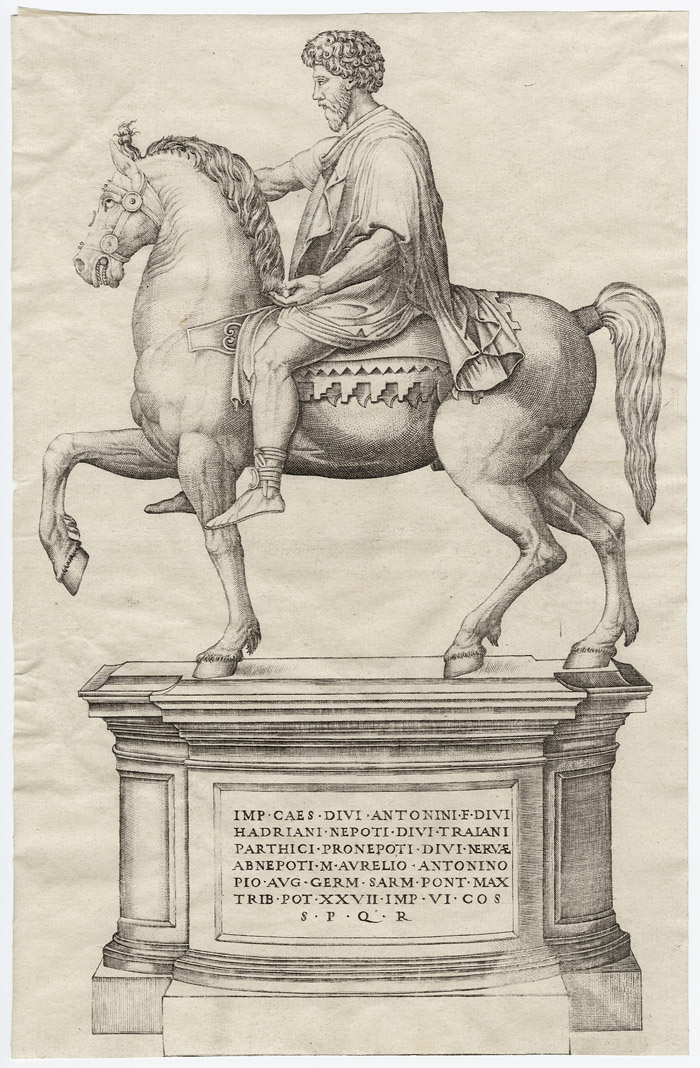 IMP·CAES·DIVI·ANTONINI·F·DIVI
HADRIANI·NEPOTI·DIVI·TRAIANI
PARTHICI·PRONEPOTI·DIVI·NERVÆ
ABNEPOTI·M·AVRELIO·ANTONINO
PIO·AVG·GERM·SARM·PONT·MAX
TRIB·POT·XXVII·IMP·VI·COS
S·P·Q·R